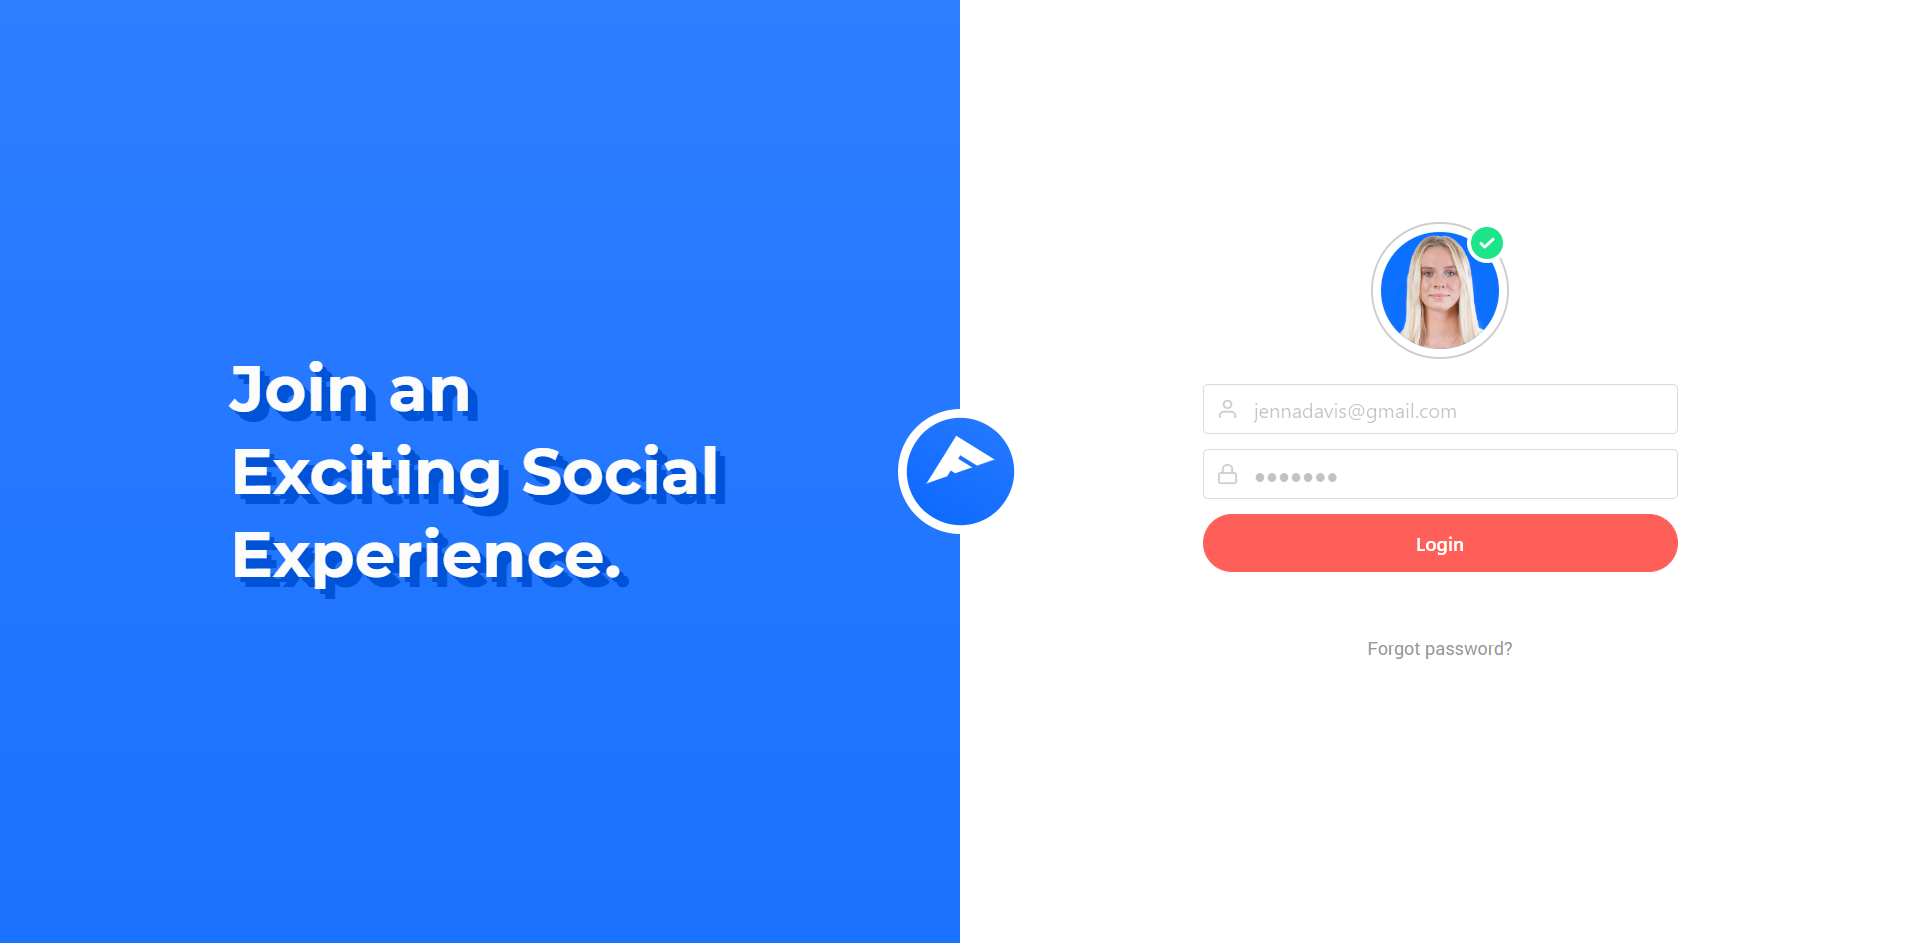 Join an
Exciting Social
Experience.
jennadavis@gmail.com
•••••••
Login
Forgot password?